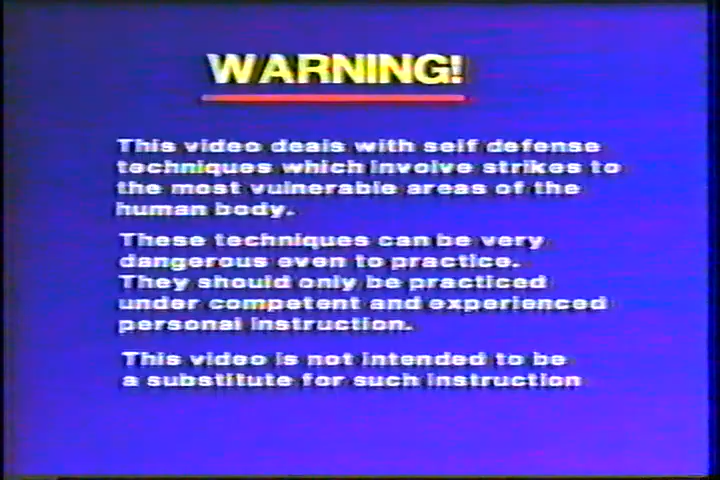 WARNING!
This video deals with self defense
techniques which involve strikes to
the most vulnerable areas of the
human body.
These techniques can be very
dangerous even to practice.
They should only be practiced
under competent and experienced
personal instruction.
This video is not intended to be
a substitute for such instruction